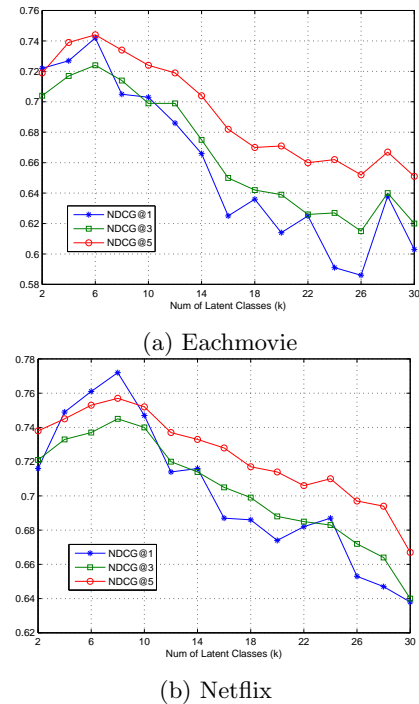 0.76
0.74
0.72
0.7
0.68
0.66
0.64
0.62
0.6
0.58
NDCG@1
NDCG@3
NDCG@5
2 6 10 14 18 22 26 30
Num of Latent Classes (k)
(a) Eachmovie
0.78
0.76
0.74
0.72
0.7
0.68
0.66
0.64
0.62
NDCG@1
NDCG@3
NDCG@5
2 6 10 14 18 22 26 30
Num of Latent Classes (k)
(b) Netflix